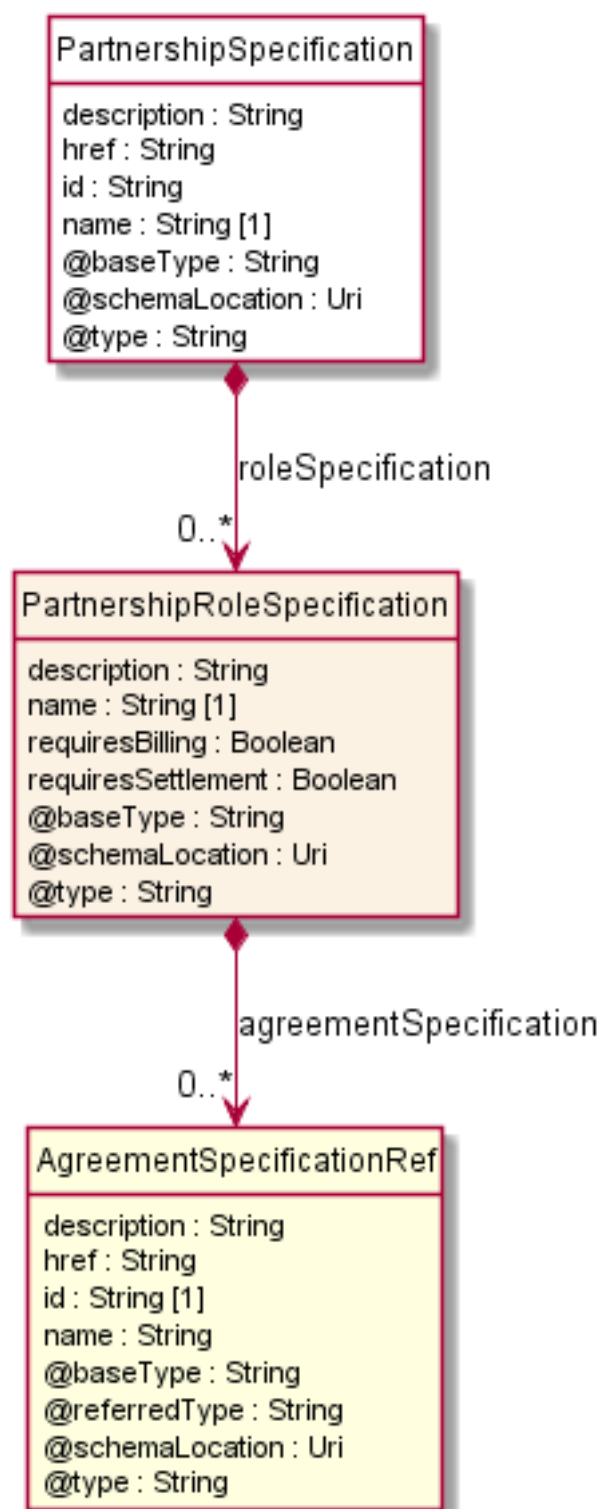 PartnershipSpecification
description : String
href : String
id : String
name : String [1]
@baseType : String
@schemaLocation : Uri
@type : String
roleSpecification
0..*
PartnershipRoleSpecification
description : String
name : String [1]
requiresBilling : Boolean
requiresSettlement : Boolean
@baseType : String
@schemaLocation : Uri
@type : String
agreementSpecification
0..*
AgreementSpecificationRef
description : String
href : String
id : String [1]
name : String
@baseType : String
@referredType : String
@schemaLocation : Uri
@type : String